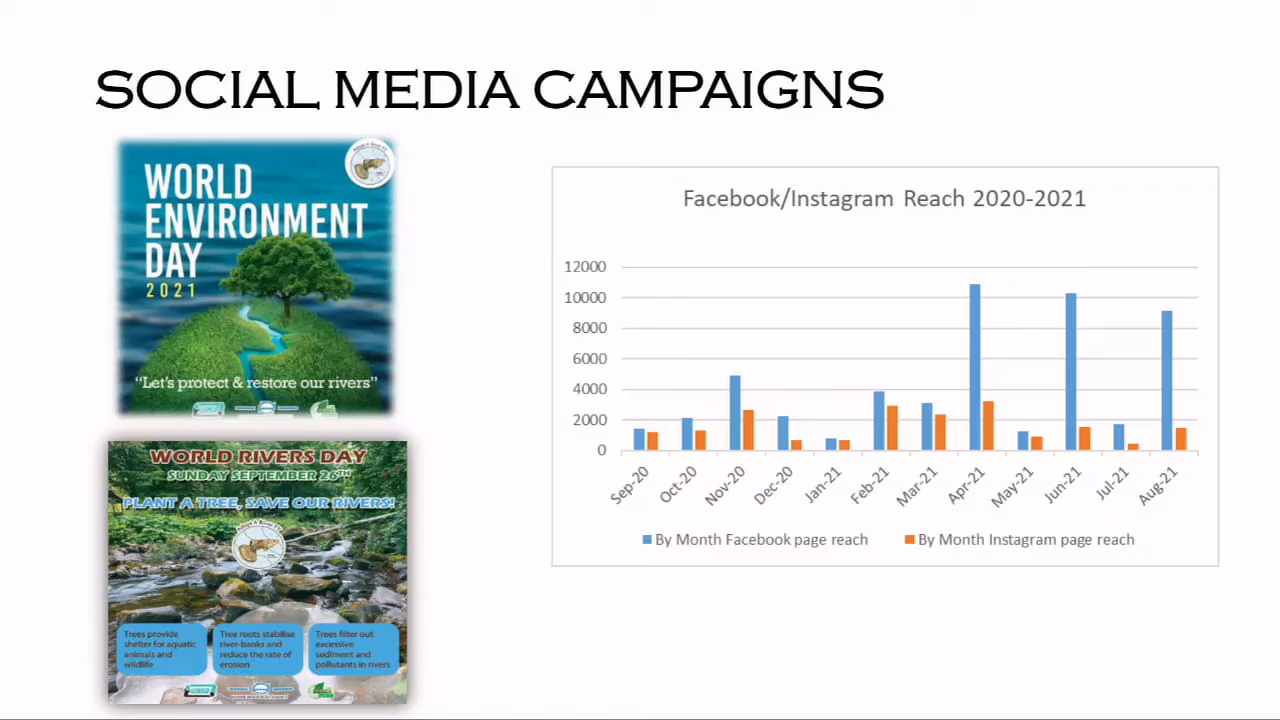 SOCIAL MEDIA CAMPAIGNS
WORLD
ENVIRONMENT
DAY
2021
"Let's protect & restore our rivers"
WORLD RIVERS DAY
SUNDAY SEPTEMBER 26TH
PLANT A TREE, SAVE OUR RIVERS!
Adopt A River TT
Trees provide
shelter for aquatic
animals and
wildlife
Tree roots stabilise
river-banks and
reduce the rate of
erosion
Trees filter out
excessive
sediment and
pollutants in rivers
Facebook/Instagram Reach 2020-2021
12000
10000
8000
6000
4000
2000
0
Sep-20 Oct-20 Nov-20 Dec-20 Jan-21 Feb-21 Mar-21 Apr-21 May-21 Jun-21 Jul-21 Aug-21
By Month Facebook page reach By Month Instagram page reach